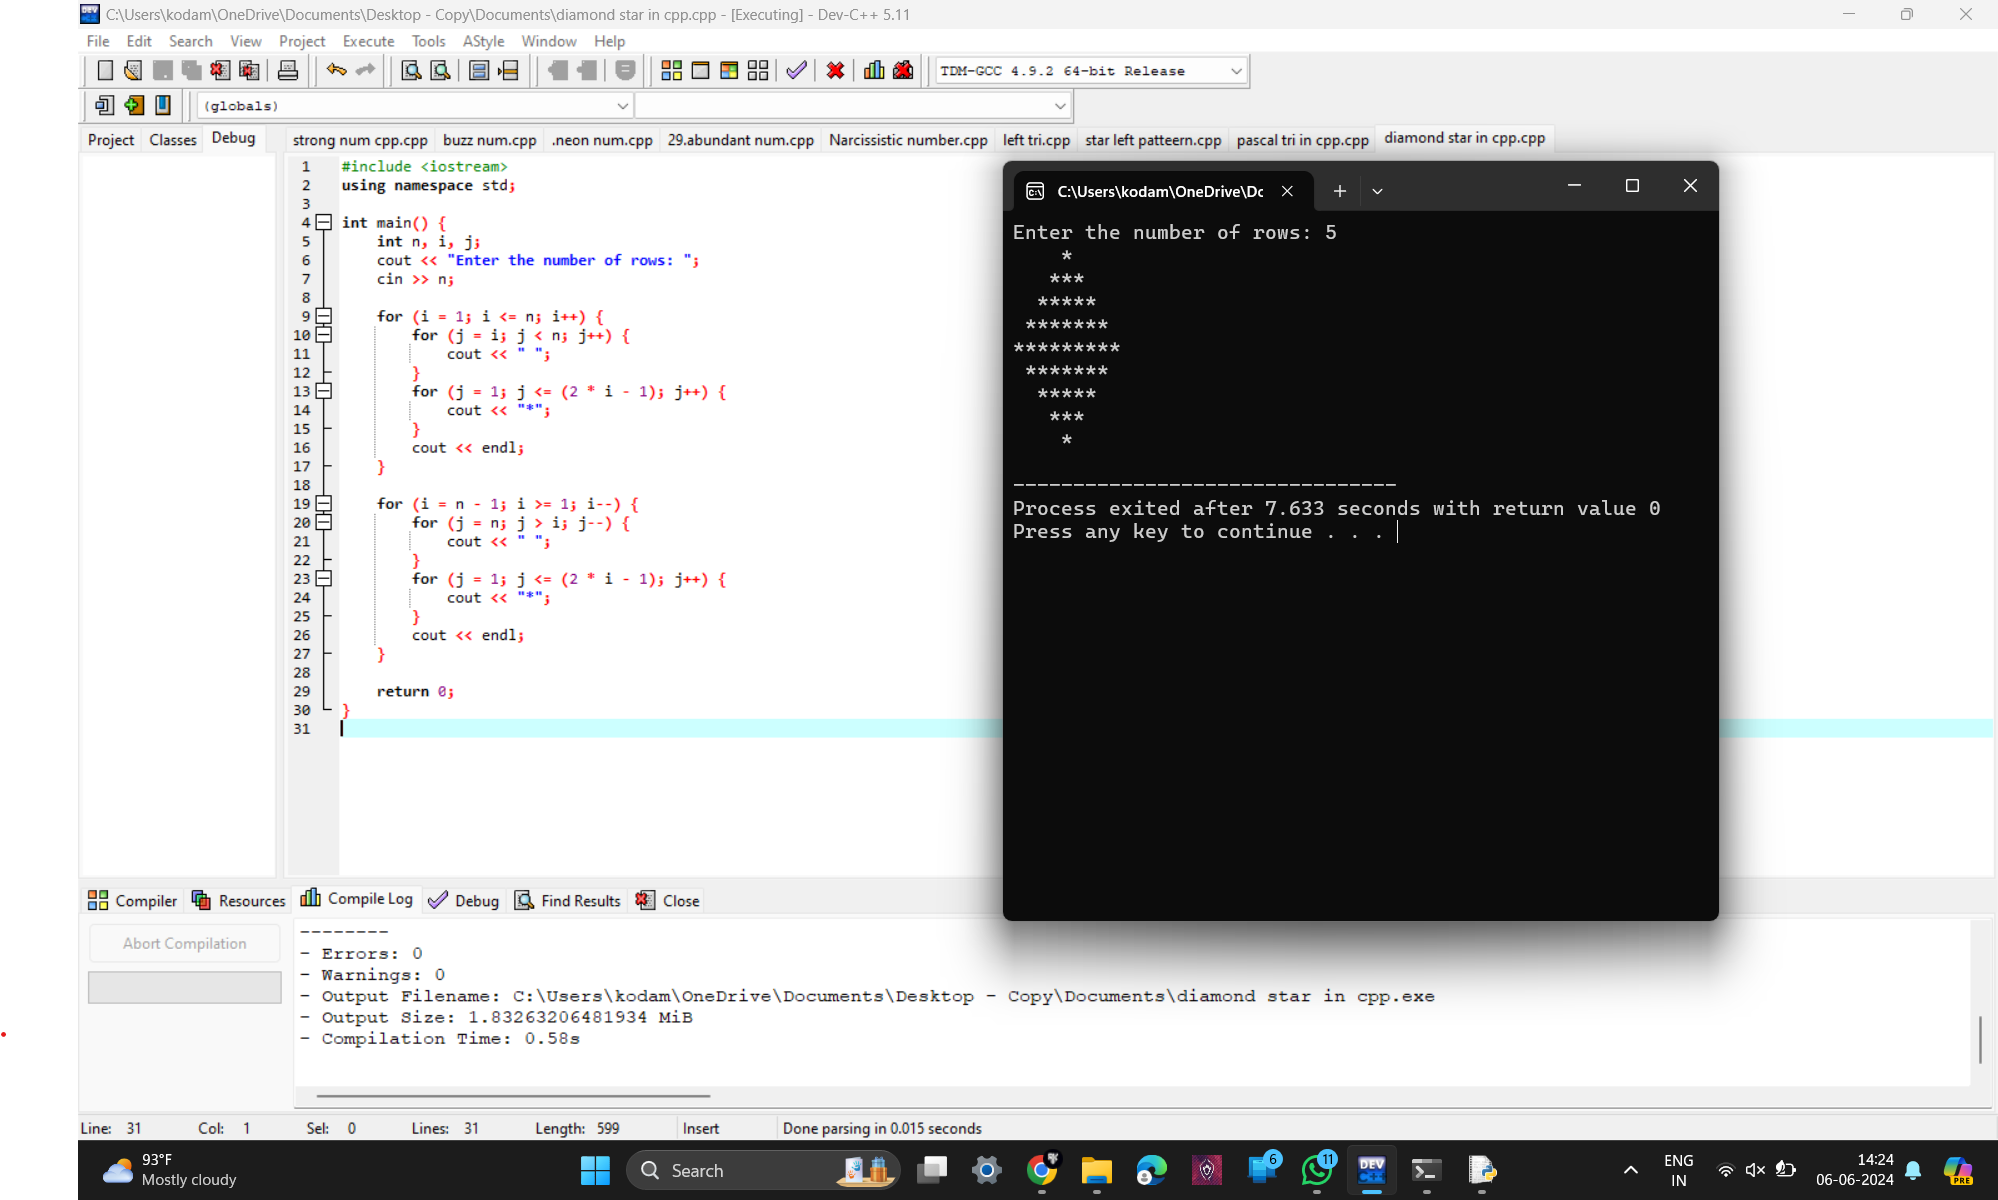 C:\Users\kodam\OneDrive\Documents\Desktop - Copy\Documents\diamond star in cpp.cpp - [Executing] - Dev-C++ 5.11
File Edit Search View Project Execute Tools AStyle Window Help
TDM-GCC 4.9.2 64-bit Release
(globals)
Project Classes Debug
strong num cpp.cpp buzz num.cpp .neon num.cpp 29.abundant num.cpp Narcissistic number.cpp left tri.cpp star left patteern.cpp pascal tri in cpp.cpp diamond star in cpp.cpp
1 #include <iostream>
2 using namespace std;
3
4 int main() {
5     int n, i, j;
6     cout << "Enter the number of rows: ";
7     cin >> n;
8
9     for (i = 1; i <= n; i++) {
10         for (j = i; j < n; j++) {
11             cout << " ";
12         }
13         for (j = 1; j <= (2 * i - 1); j++) {
14             cout << "*";
15         }
16         cout << endl;
17     }
18
19     for (i = n - 1; i >= 1; i--) {
20         for (j = n; j > i; j--) {
21             cout << " ";
22         }
23         for (j = 1; j <= (2 * i - 1); j++) {
24             cout << "*";
25         }
26         cout << endl;
27     }
28
29     return 0;
30 }
31
C:\Users\kodam\OneDrive\Dc
Enter the number of rows: 5
    *
   ***
  *****
 *******
*********
 *******
  *****
   ***
    *
--------------------------------
Process exited after 7.633 seconds with return value 0
Press any key to continue . . .
Compiler Resources Compile Log Debug Find Results Close
Abort Compilation
--------
- Errors: 0
- Warnings: 0
- Output Filename: C:\Users\kodam\OneDrive\Documents\Desktop - Copy\Documents\diamond star in cpp.exe
- Output Size: 1.83263206481934 MiB
- Compilation Time: 0.58s
Line: 31 Col: 1 Sel: 0 Lines: 31 Length: 599 Insert Done parsing in 0.015 seconds
93°F
Mostly cloudy
Search
6
11
DEV
ENG
IN
14:24
06-06-2024
PRE